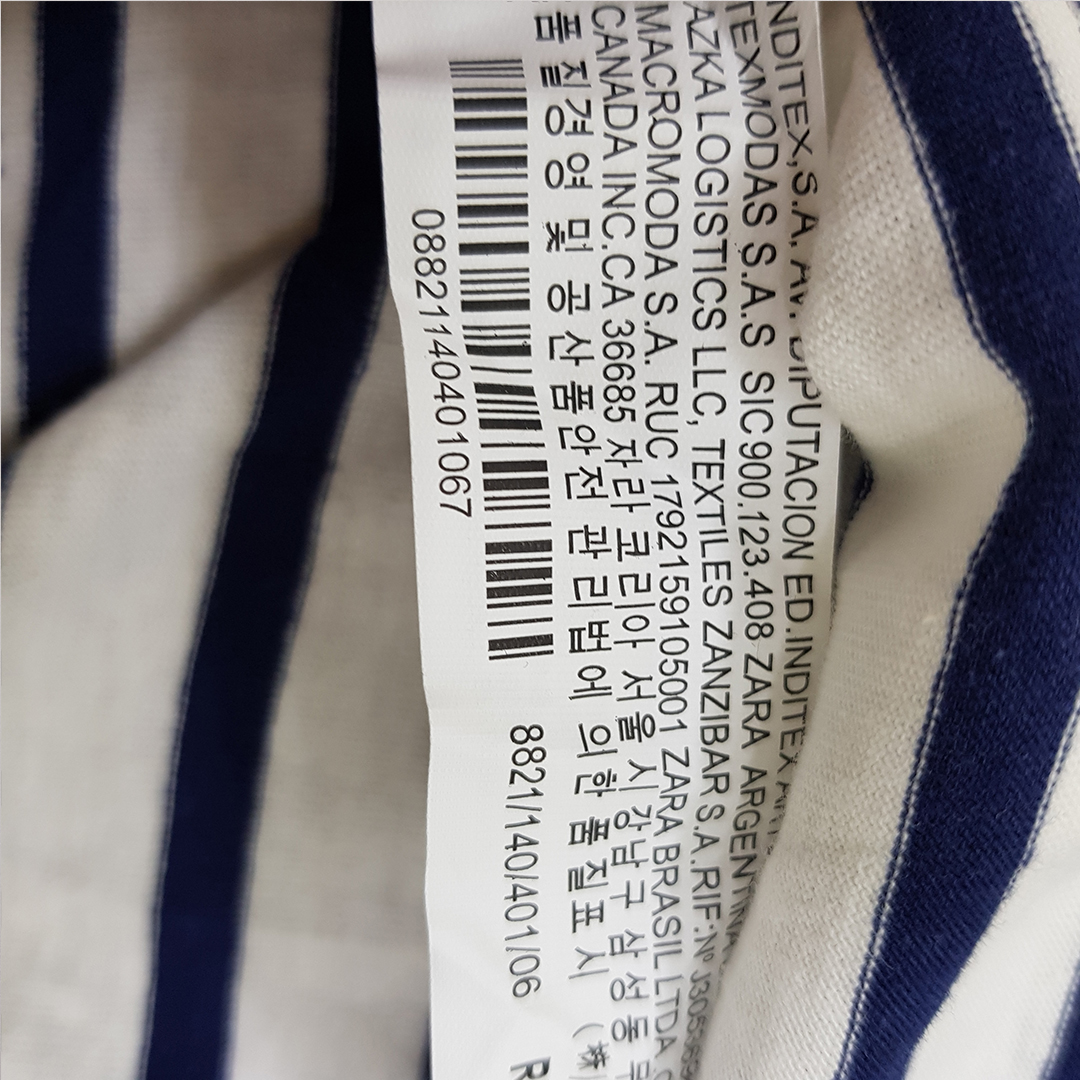 INDITEX,S.A. AV. DIPUTACION ED.INDITEX
TEXMODAS S.A.S SIC900.123.408 ZARA ARGENTINA
AZKA LOGISTICS LLC, TEXTILES ZANZIBAR S.A.RIF:Nº
MACROMODA S.A. RUC 1792159105001 ZARA BRASIL LTDA.
CANADA INC.CA 36685 자라 코리아 서울시 강남구 삼성동
품질경영 및 공산품안전 관리법에 의한 품질표시
08821140401067
8821/140/401/06